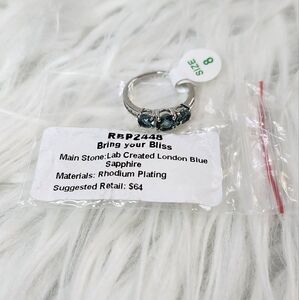 SIZE 8
RBP2448
Bring your Bliss
Main Stone:Lab Created London Blue
Sapphire
Materials: Rhodium Plating
Suggested Retail: $64